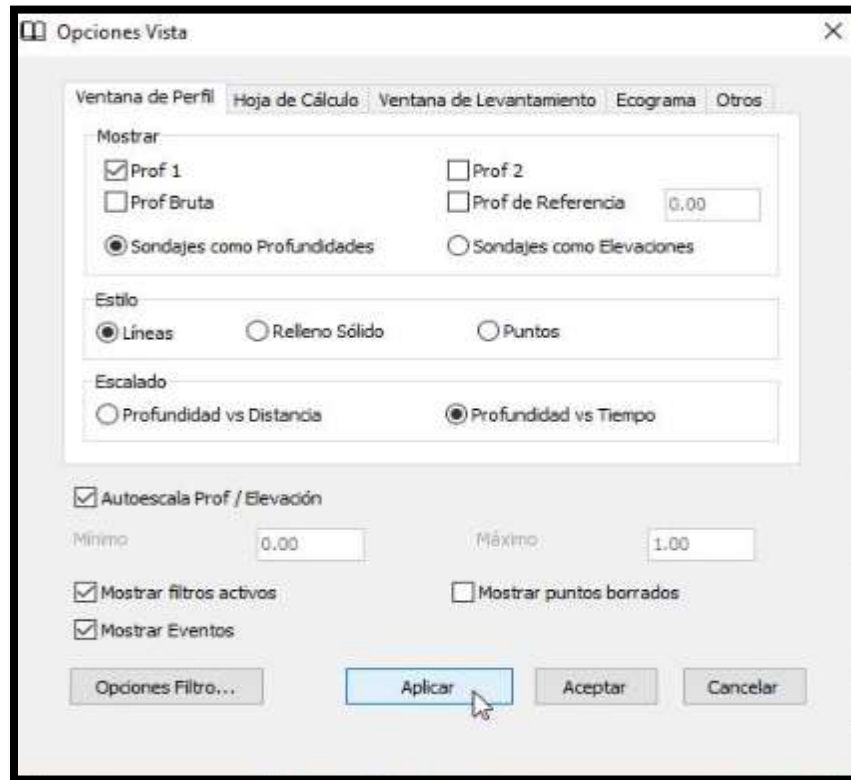 Opciones Vista
Ventana de Perfil Hoja de Cálculo Ventana de Levantamiento Ecograma Otros
Mostrar
Prof 1 Prof 2
Prof Bruta Prof de Referencia 0.00
Sondajes como Profundidades Sondajes como Elevaciones
Estilo
Líneas Relleno Sólido Puntos
Escalado
Profundidad vs Distancia Profundidad vs Tiempo
Autoescala Prof / Elevación
Mínimo 0.00 Máximo 1.00
Mostrar filtros activos Mostrar puntos borrados
Mostrar Eventos
Opciones Filtro... Aplicar Aceptar Cancelar